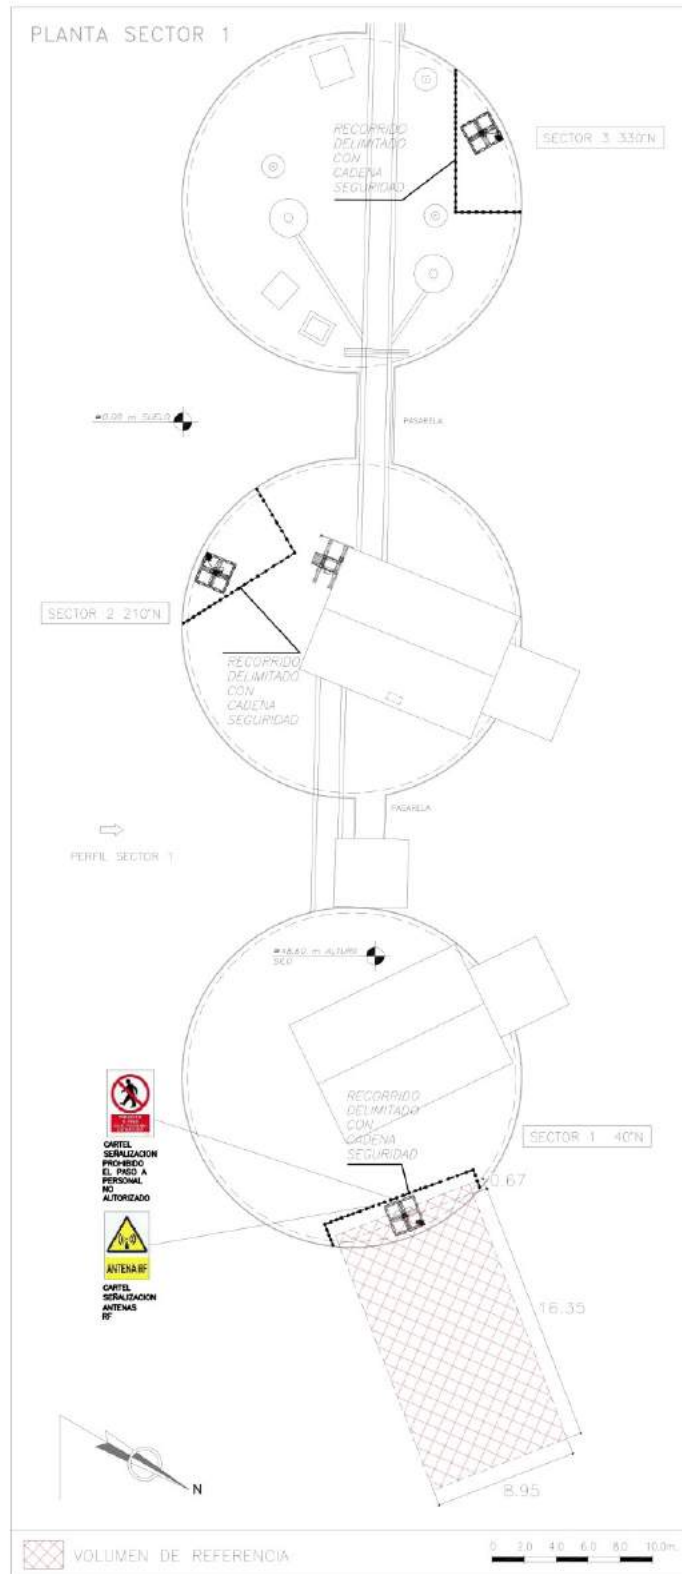 PLANTA SECTOR 1
RECORRIDO
DELIMITADO
CON
CADENA
SEGURIDAD
SECTOR 3 330°N
m SUELO
PASARELA
SECTOR 2 210°N
RECORRIDO
DELIMITADO
CON
CADENA
SEGURIDAD
PASARELA
PERFIL SECTOR 1
m ALTURA
SILO
RECORRIDO
DELIMITADO
CON
CADENA
SEGURIDAD
SECTOR 1 40°N
CARTEL
SEÑALIZACION
PROHIBIDO
EL PASO A
PERSONAL
NO
AUTORIZADO
0.67
ANTENA RF
CARTEL
SEÑALIZACION
ANTENAS
RF
16.35
N
8.95
VOLUMEN DE REFERENCIA
0 2.0 4.0 6.0 8.0 10.0m.